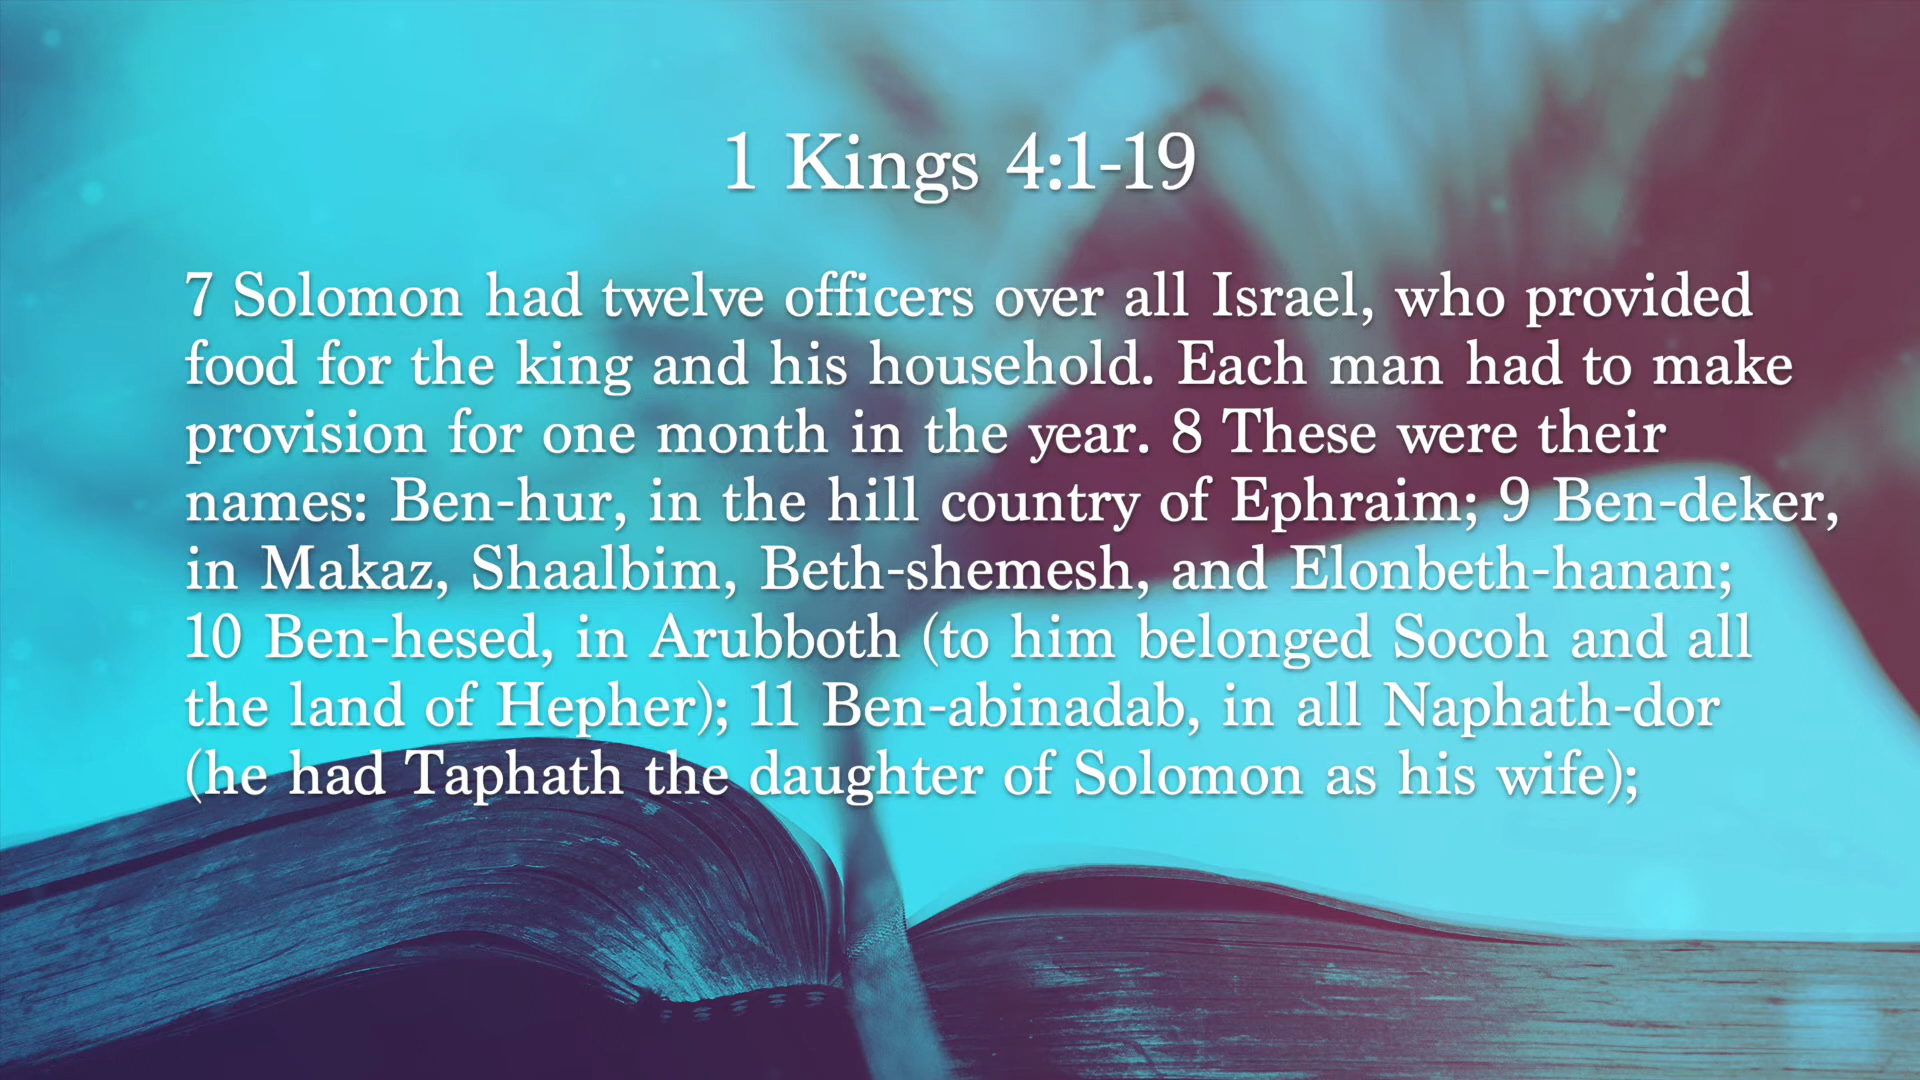 1 Kings 4:1-19
7 Solomon had twelve officers over all Israel, who provided
food for the king and his household. Each man had to make
provision for one month in the year. 8 These were their
names: Ben-hur, in the hill country of Ephraim; 9 Ben-deker,
in Makaz, Shaalbim, Beth-shemesh, and Elonbeth-hanan;
10 Ben-hesed, in Arubboth (to him belonged Socoh and all
the land of Hepher); 11 Ben-abinadab, in all Naphath-dor
(he had Taphath the daughter of Solomon as his wife);